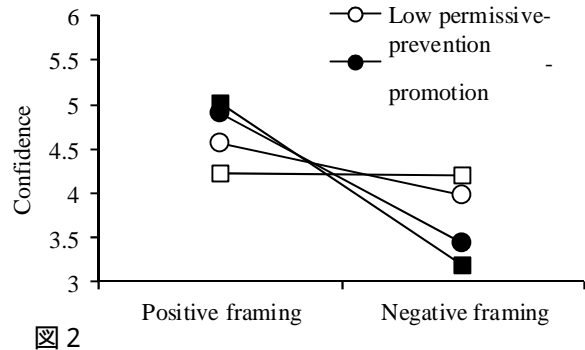 6
5.5
5
4.5
4
3.5
3
Confidence
Low permissive-
prevention
-
promotion
Positive framing
Negative framing
図 2